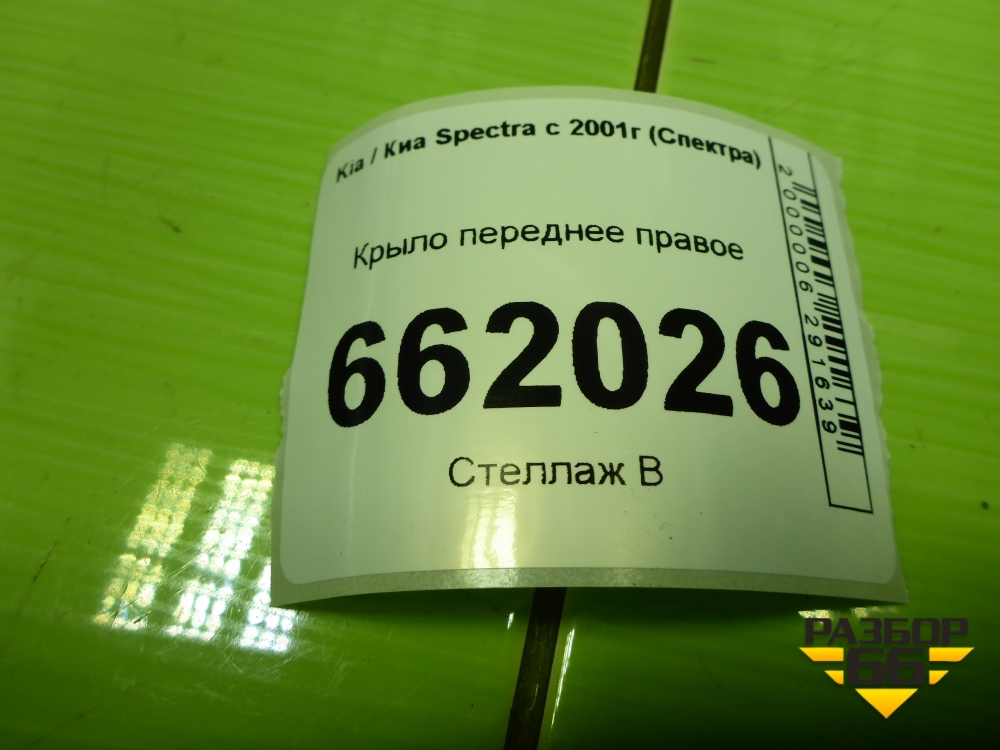 Kia / Киа Spectra с 2001г (Спектра)
Крыло переднее правое
662026
Стеллаж В
2000006291639
РАЗБОР
66